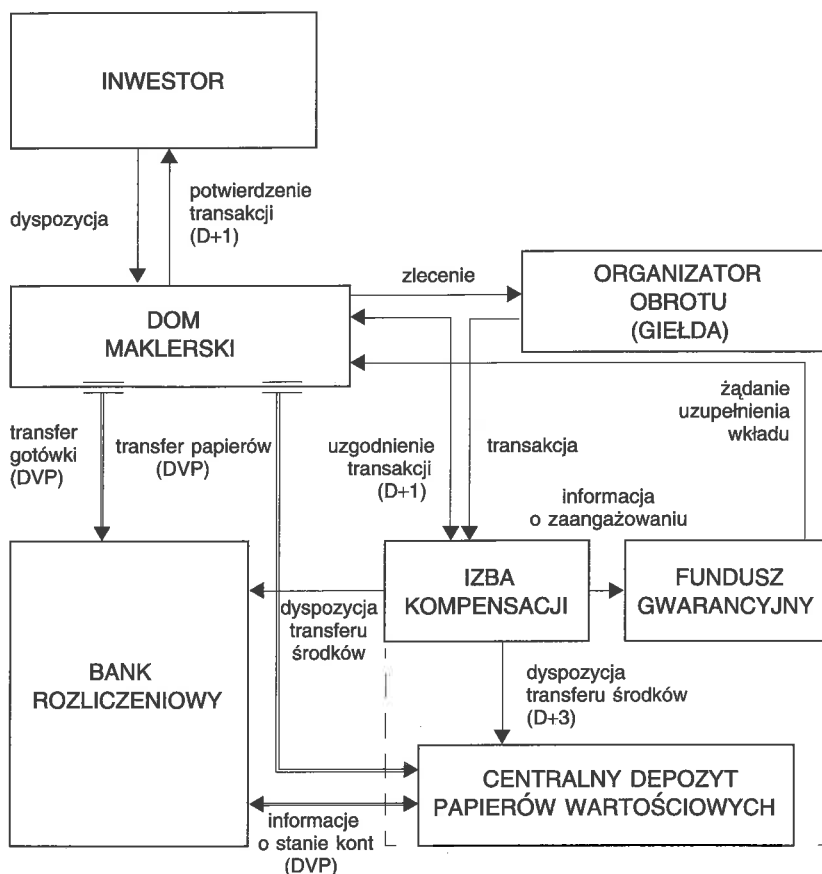 INWESTOR
dyspozycja
potwierdzenie
transakcji
(D+1)
zlecenie
ORGANIZATOR
OBROTU
(GIEŁDA)
DOM
MAKLERSKI
żądanie
uzupełnienia
wkładu
transfer
gotówki
(DVP)
transfer papierów
(DVP)
uzgodnienie
transakcji
(D+1)
transakcja
informacja
o zaangażowaniu
IZBA
KOMPENSACJI
FUNDUSZ
GWARANCYJNY
dyspozycja
transferu
środków
BANK
ROZLICZENIOWY
dyspozycja
transferu środków
(D+3)
CENTRALNY DEPOZYT
PAPIERÓW WARTOŚCIOWYCH
informacje
o stanie kont
(DVP)